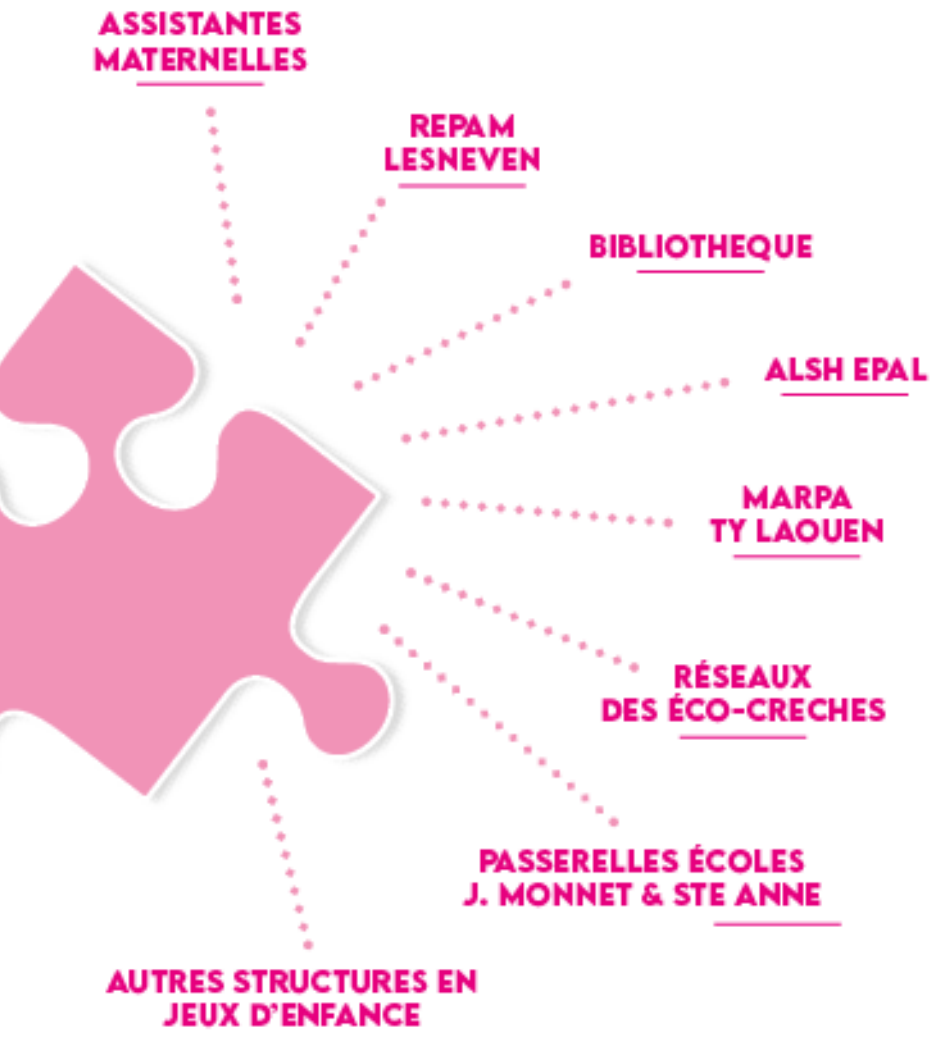 ASSISTANTES
MATERNELLES
REPAM
LESNEVEN
BIBLIOTHEQUE
ALSH EPAL
MARPA
TY LAOUEN
RÉSEAUX
DES ÉCO-CRECHES
PASSERELLES ÉCOLES
J. MONNET & STE ANNE
AUTRES STRUCTURES EN
JEUX D'ENFANCE